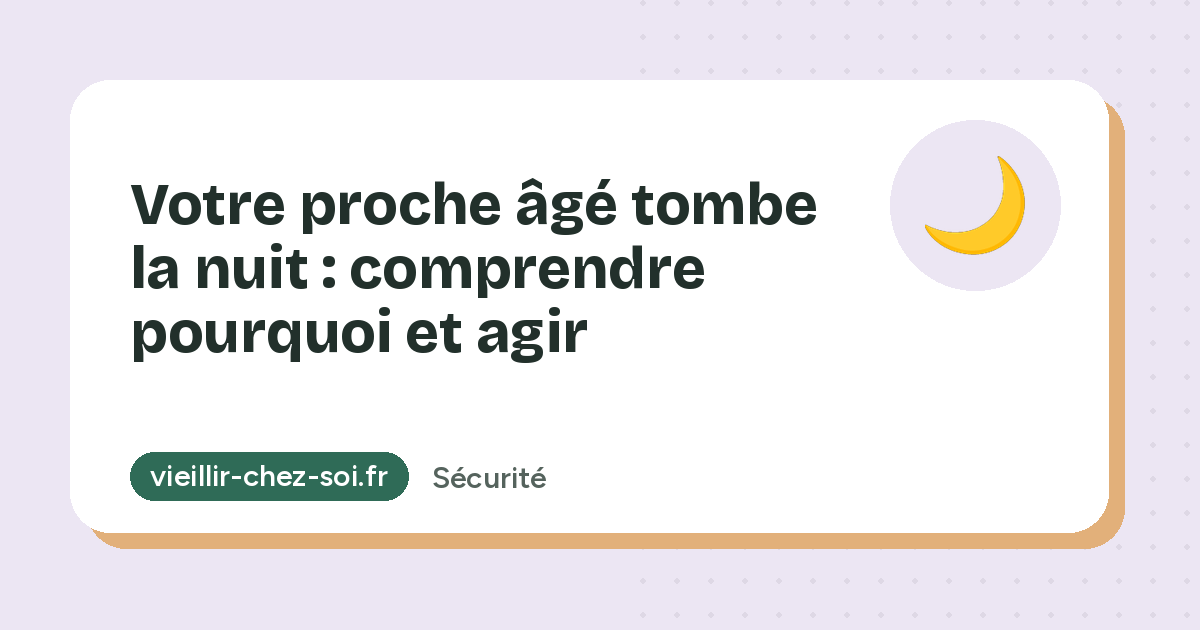 Votre proche âgé tombe
la nuit : comprendre
pourquoi et agir
vieillir-chez-soi.fr
Sécurité